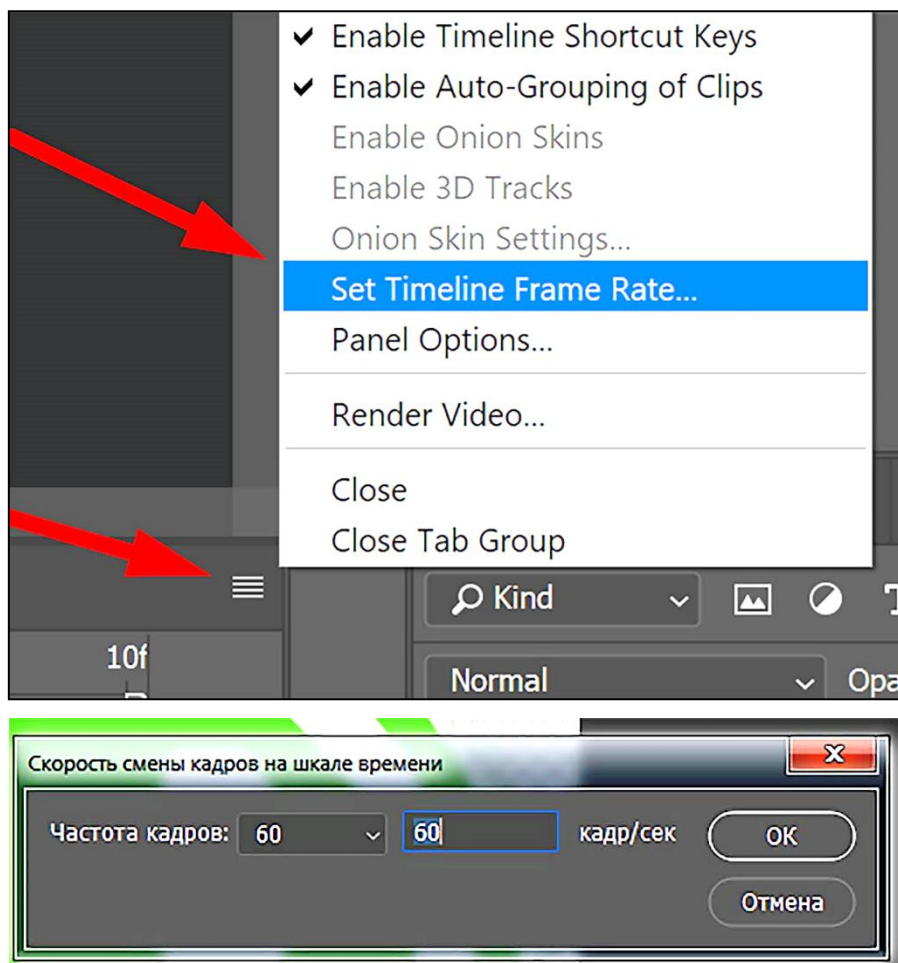 Enable Timeline Shortcut Keys
Enable Auto-Grouping of Clips
Enable Onion Skins
Enable 3D Tracks
Onion Skin Settings...
Set Timeline Frame Rate...
Panel Options...
Render Video...
Close
Close Tab Group
Kind
10f
Normal
Скорость смены кадров на шкале времени
Частота кадров: 60 60 кадр/сек ОК
Отмена